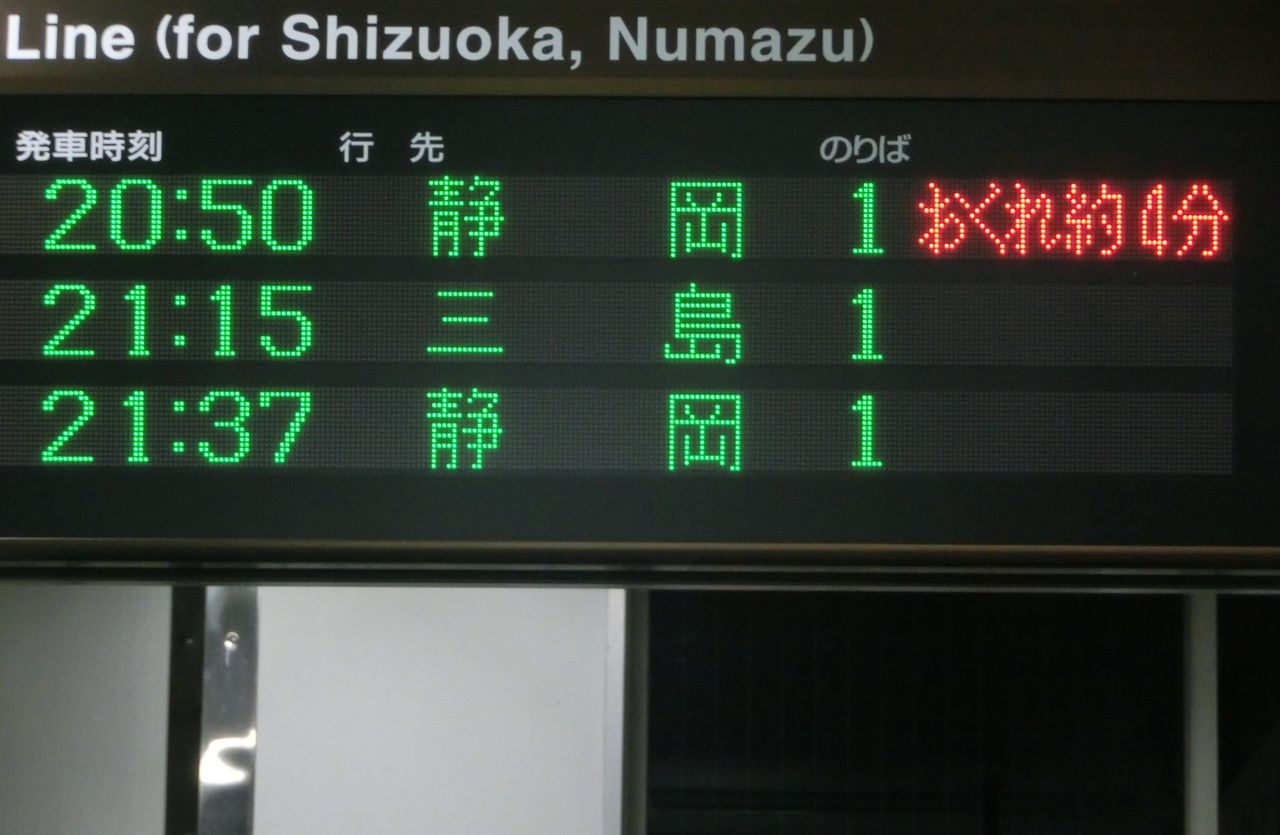 Line (for Shizuoka, Numazu)
発車時刻 行先 のりば
20:50 静岡 1 おくれ約4分
21:15 三島 1
21:37 静岡 1